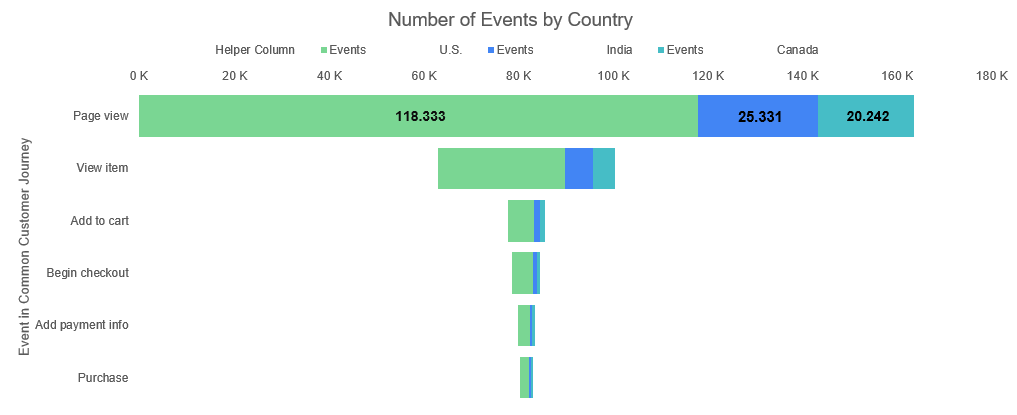 Number of Events by Country
Helper Column Events U.S. Events India Events Canada
0 K 20 K 40 K 60 K 80 K 100 K 120 K 140 K 160 K 180 K
Event in Common Customer Journey
Page view 118.333 25.331 20.242
View item
Add to cart
Begin checkout
Add payment info
Purchase